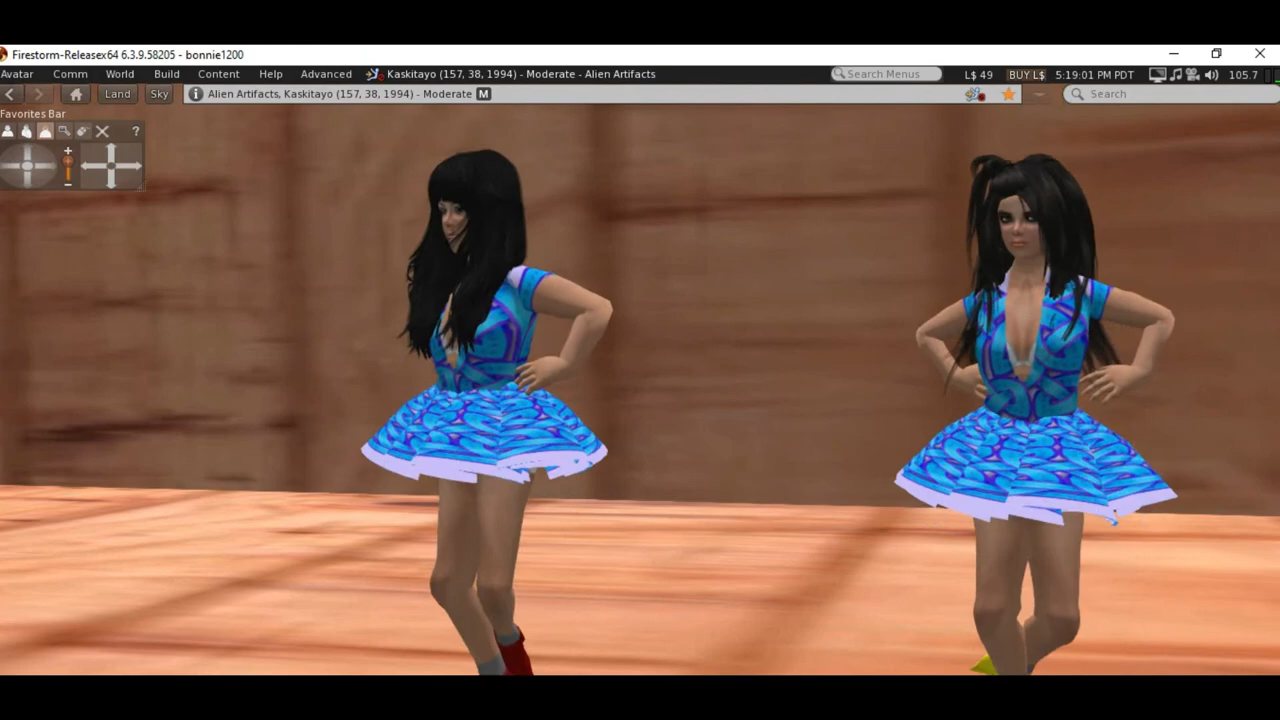 Firestorm-Releasex64 6.3.9.58205 - bonnie1200
Avatar Comm World Build Content Help Advanced Kaskitayo (157, 38, 1994) - Moderate - Alien Artifacts Search Menus L$ 49 BUY L$ 5:19:01 PM PDT 105.7
Land Sky Alien Artifacts, Kaskitayo (157, 38, 1994) - Moderate M Search
Favorites Bar
?